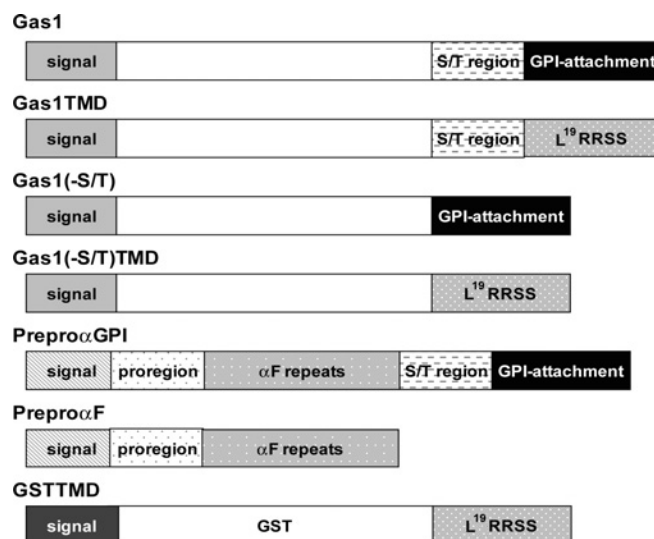 Gas1
signal S/T region GPI-attachment
Gas1TMD
signal S/T region L¹⁹RRSS
Gas1(-S/T)
signal GPI-attachment
Gas1(-S/T)TMD
signal L¹⁹RRSS
PreproαGPI
signal proregion αF repeats S/T region GPI-attachment
PreproαF
signal proregion αF repeats
GSTTMD
signal GST L¹⁹RRSS